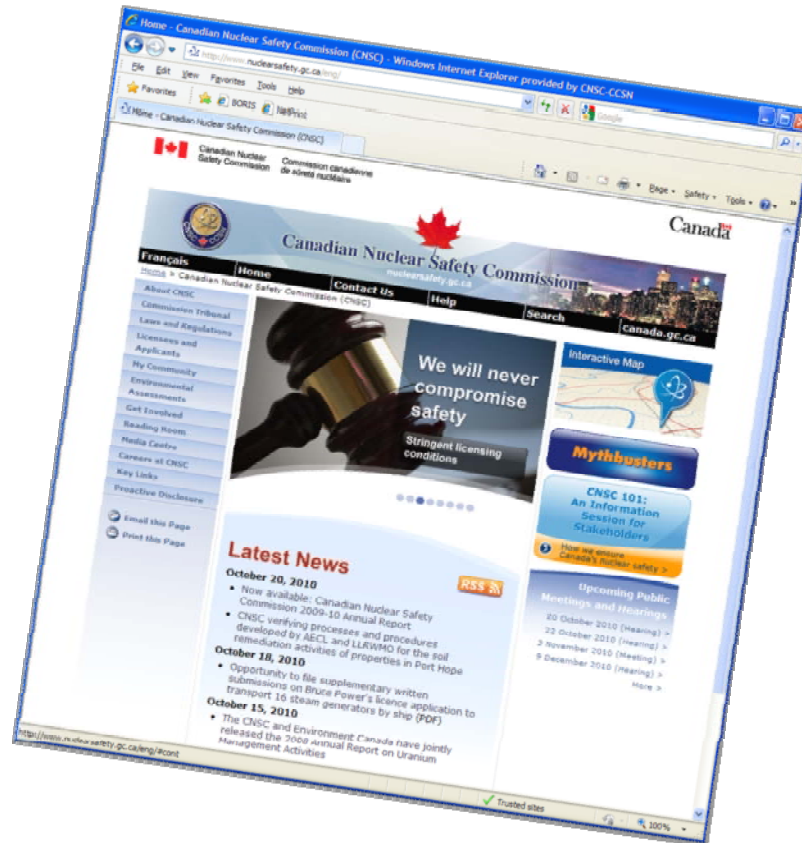 Home - Canadian Nuclear Safety Commission (CNSC) - Windows Internet Explorer provided by CNSC-CCSN
http://www.nuclearsafety.gc.ca/eng/
Google
File Edit View Favorites Tools Help
Favorites BORIS
Home - Canadian Nuclear Safety Commission (CNSC)
Page Safety Tools
Canadian Nuclear Safety Commission
Commission canadienne de sûreté nucléaire
Canada
Canadian Nuclear Safety Commission
nuclearsafety.gc.ca
Français Home Contact Us Help Search canada.gc.ca
Home > Canadian Nuclear Safety Commission (CNSC)
About CNSC
Commission Tribunal
Laws and Regulations
Licensees and
Applicants
My Community
Environmental
Assessments
Get Involved
Reading Room
Media Centre
Careers at CNSC
Key Links
Proactive Disclosure
Email this Page
Print this Page
We will never
compromise
safety
Stringent licensing
conditions
Interactive Map
Mythbusters
CNSC 101:
An Information
Session for
Stakeholders
How we ensure
Canada's nuclear safety >
Latest News
RSS
October 20, 2010
• Now available: Canadian Nuclear Safety
Commission 2009-10 Annual Report
• CNSC verifying processes and procedures
developed by AECL and LLRWMO for the soil
remediation activities of properties in Port Hope
October 18, 2010
• Opportunity to file supplementary written
submissions on Bruce Power's licence application to
transport 16 steam generators by ship (PDF)
October 15, 2010
• The CNSC and Environment Canada have jointly
released the 2008 Annual Report on Uranium
Management Activities
Upcoming Public
Meetings and Hearings
20 October 2010 (Hearing) >
22 October 2010 (Hearing) >
3 November 2010 (Meeting) >
9 December 2010 (Hearing) >
More >
http://www.nuclearsafety.gc.ca/eng/#cont
Trusted sites
100%